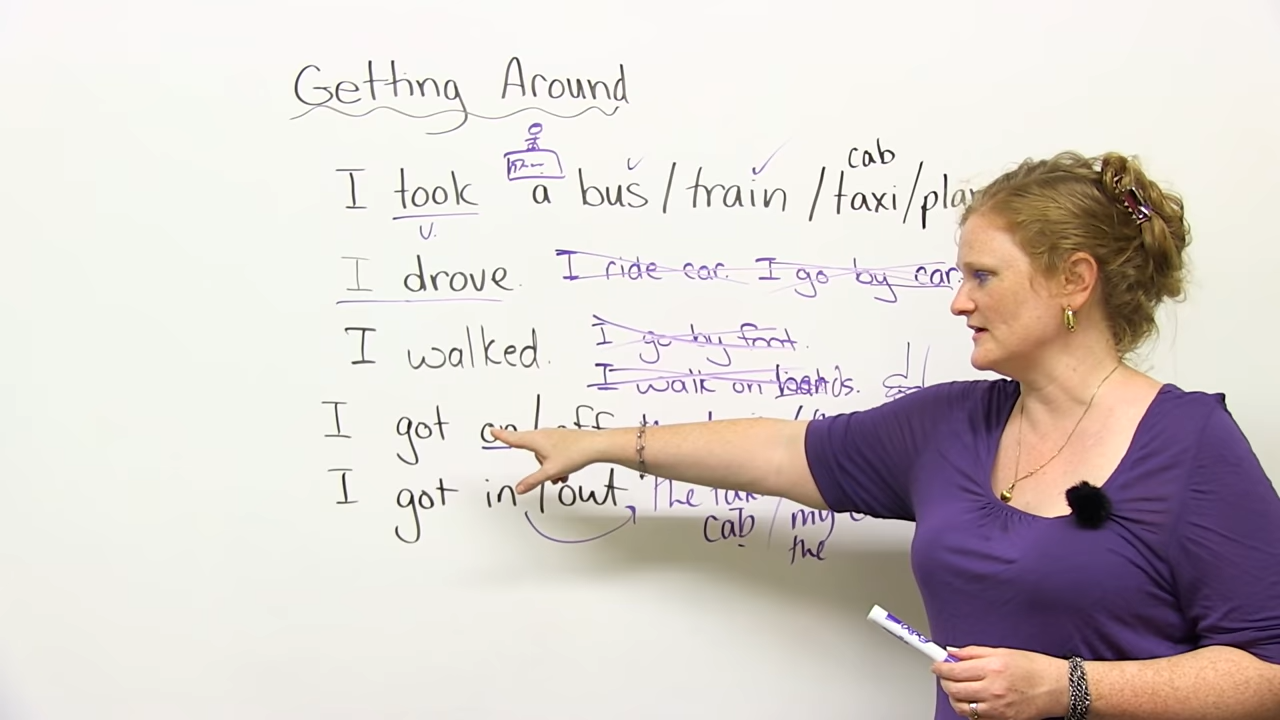 Getting Around
cab
I took a bus/train/taxi/
v.
I drove. I ride car. I go by car.
I walked. I go by foot.
I walk on hands.
I got on/off
I got in/out the
cab / my
the